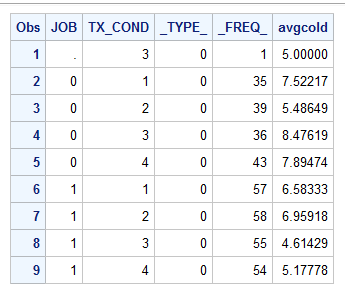 Obs JOB TX_COND _TYPE_ _FREQ_ avgcold
1 . 3 0 1 5.00000
2 0 1 0 35 7.52217
3 0 2 0 39 5.48649
4 0 3 0 36 8.47619
5 0 4 0 43 7.89474
6 1 1 0 57 6.58333
7 1 2 0 58 6.95918
8 1 3 0 55 4.61429
9 1 4 0 54 5.17778